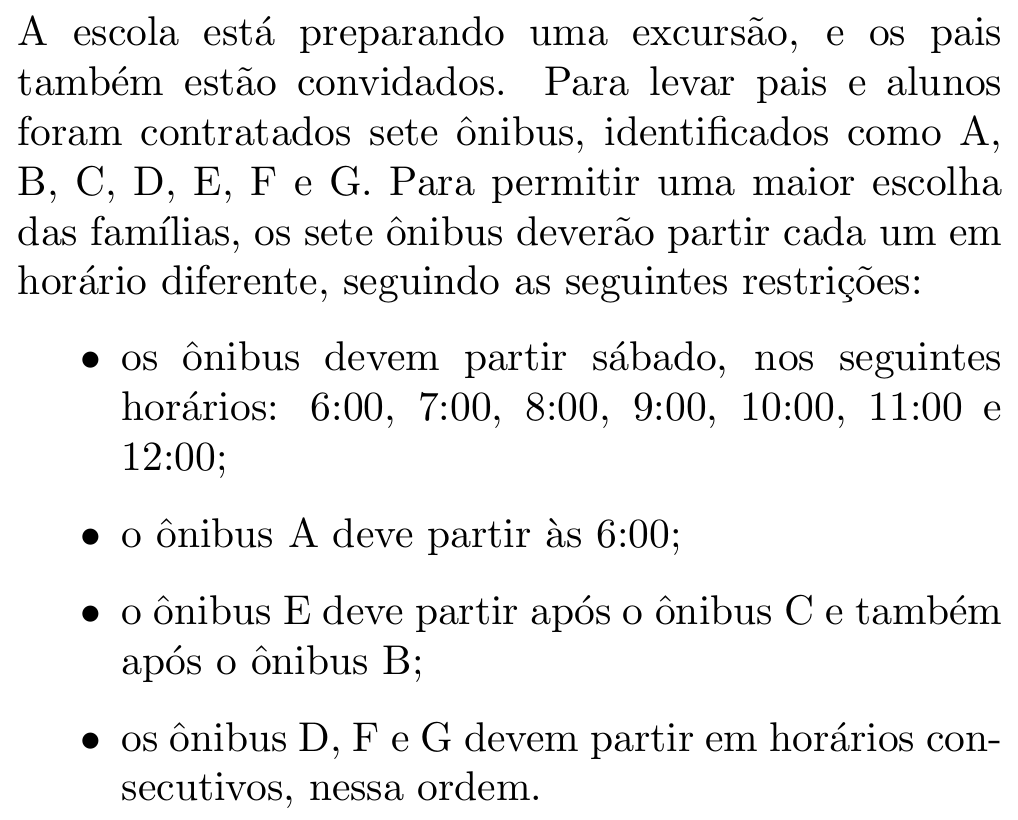 A escola está preparando uma excursão, e os pais
também estão convidados. Para levar pais e alunos
foram contratados sete ônibus, identificados como A,
B, C, D, E, F e G. Para permitir uma maior escolha
das famílias, os sete ônibus deverão partir cada um em
horário diferente, seguindo as seguintes restrições:
• os ônibus devem partir sábado, nos seguintes
horários: 6:00, 7:00, 8:00, 9:00, 10:00, 11:00 e
12:00;
• o ônibus A deve partir às 6:00;
• o ônibus E deve partir após o ônibus C e também
após o ônibus B;
• os ônibus D, F e G devem partir em horários con-
secutivos, nessa ordem.